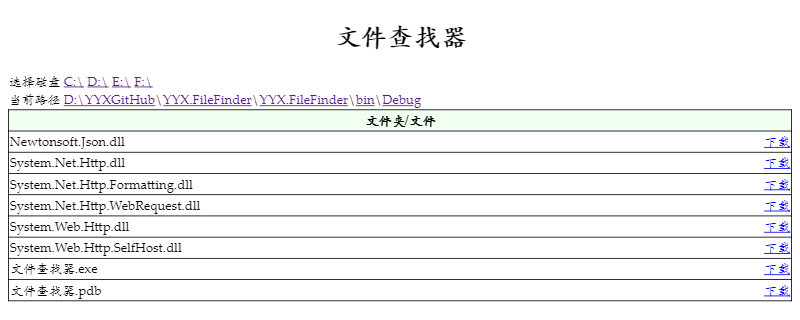 文件查找器
选择磁盘 C:\ D:\ E:\ F:\
当前路径 D:\YYXGitHub\YYX.FileFinder\YYX.FileFinder\bin\Debug
文件夹/文件
Newtonsoft.Json.dll 下载
System.Net.Http.dll 下载
System.Net.Http.Formatting.dll 下载
System.Net.Http.WebRequest.dll 下载
System.Web.Http.dll 下载
System.Web.Http.SelfHost.dll 下载
文件查找器.exe 下载
文件查找器.pdb 下载